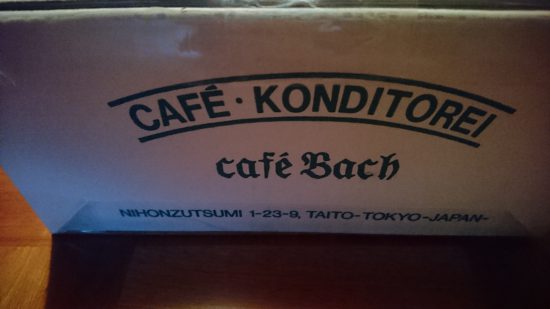 CAFÉ · KONDITOREI
café Bach
NIHONZUTSUMI 1-23-9, TAITO-TOKYO-JAPAN-